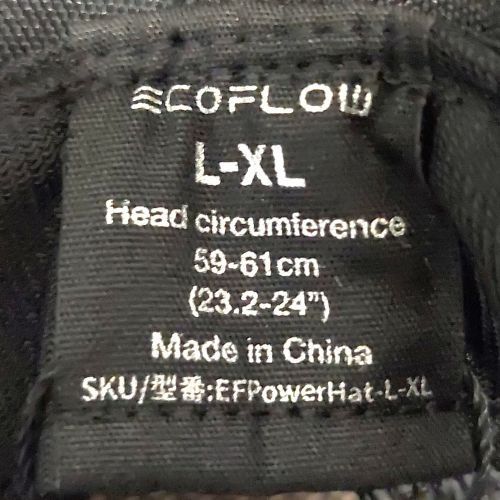 ECOFLOW
L-XL
Head circumference
59-61cm
(23.2-24")
Made in China
SKU/型番:EFPowerHat-L-XL